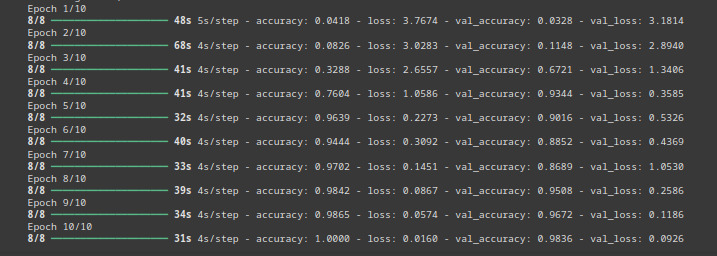 Epoch 1/10
8/8 48s 5s/step - accuracy: 0.0418 - loss: 3.7674 - val_accuracy: 0.0328 - val_loss: 3.1814
Epoch 2/10
8/8 68s 4s/step - accuracy: 0.0826 - loss: 3.0283 - val_accuracy: 0.1148 - val_loss: 2.8940
Epoch 3/10
8/8 41s 4s/step - accuracy: 0.3288 - loss: 2.6557 - val_accuracy: 0.6721 - val_loss: 1.3406
Epoch 4/10
8/8 41s 4s/step - accuracy: 0.7604 - loss: 1.0586 - val_accuracy: 0.9344 - val_loss: 0.3585
Epoch 5/10
8/8 32s 4s/step - accuracy: 0.9639 - loss: 0.2273 - val_accuracy: 0.9016 - val_loss: 0.5326
Epoch 6/10
8/8 40s 4s/step - accuracy: 0.9444 - loss: 0.3092 - val_accuracy: 0.8852 - val_loss: 0.4369
Epoch 7/10
8/8 33s 4s/step - accuracy: 0.9702 - loss: 0.1451 - val_accuracy: 0.8689 - val_loss: 1.0530
Epoch 8/10
8/8 39s 4s/step - accuracy: 0.9842 - loss: 0.0867 - val_accuracy: 0.9508 - val_loss: 0.2586
Epoch 9/10
8/8 34s 4s/step - accuracy: 0.9865 - loss: 0.0574 - val_accuracy: 0.9672 - val_loss: 0.1186
Epoch 10/10
8/8 31s 4s/step - accuracy: 1.0000 - loss: 0.0160 - val_accuracy: 0.9836 - val_loss: 0.0926